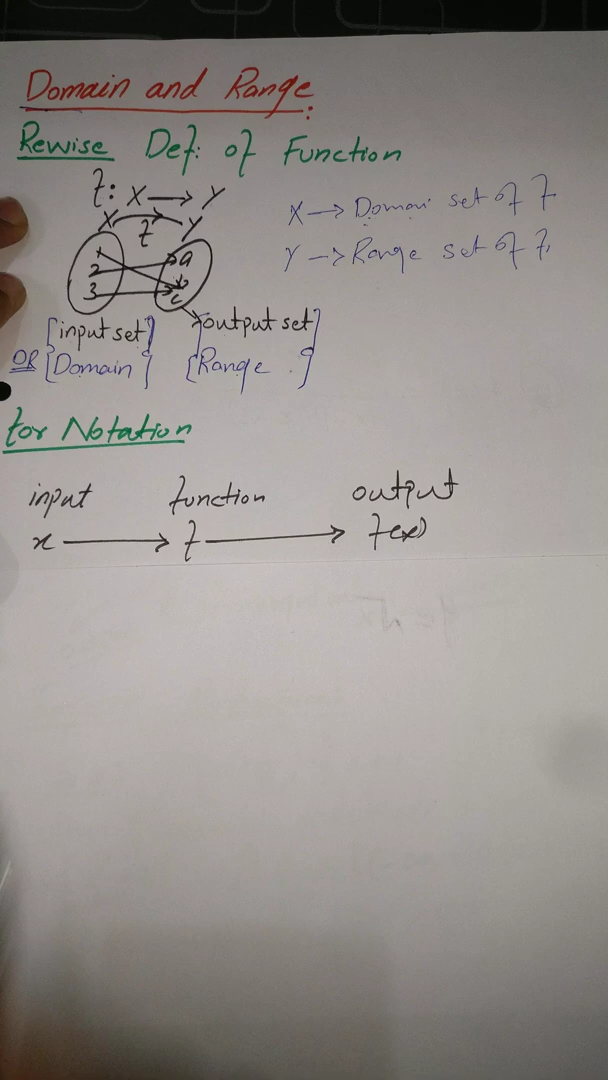 Domain and Range:
Rewise Def: of Function
f: X → Y
X → Domain set of f
X f Y
Y → Range set of f,
1 a
2 b
3 c
[input set] [output set]
OR [Domain] [Range.]
for Notation
input function output
x → f → f(x)